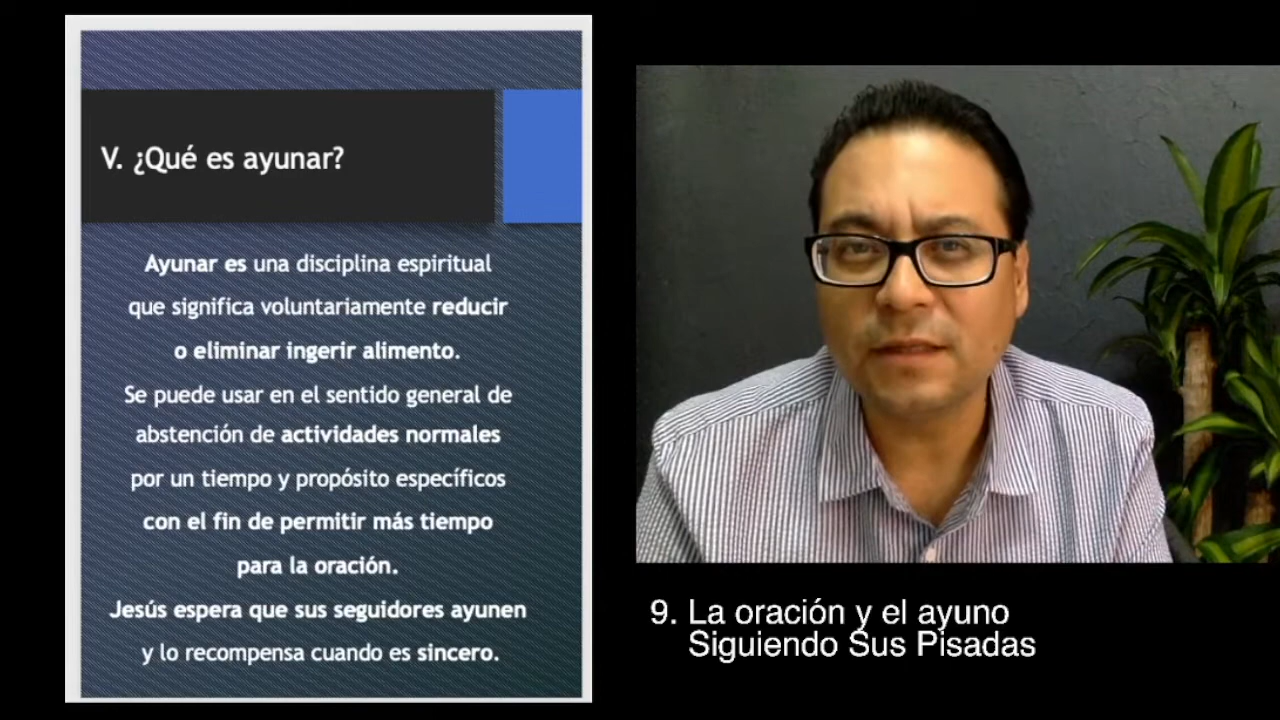 V. ¿Qué es ayunar?
Ayunar es una disciplina espiritual
que significa voluntariamente reducir
o eliminar ingerir alimento.
Se puede usar en el sentido general de
abstención de actividades normales
por un tiempo y propósito específicos
con el fin de permitir más tiempo
para la oración.
Jesús espera que sus seguidores ayunen
y lo recompensa cuando es sincero.
9. La oración y el ayuno
Siguiendo Sus Pisadas